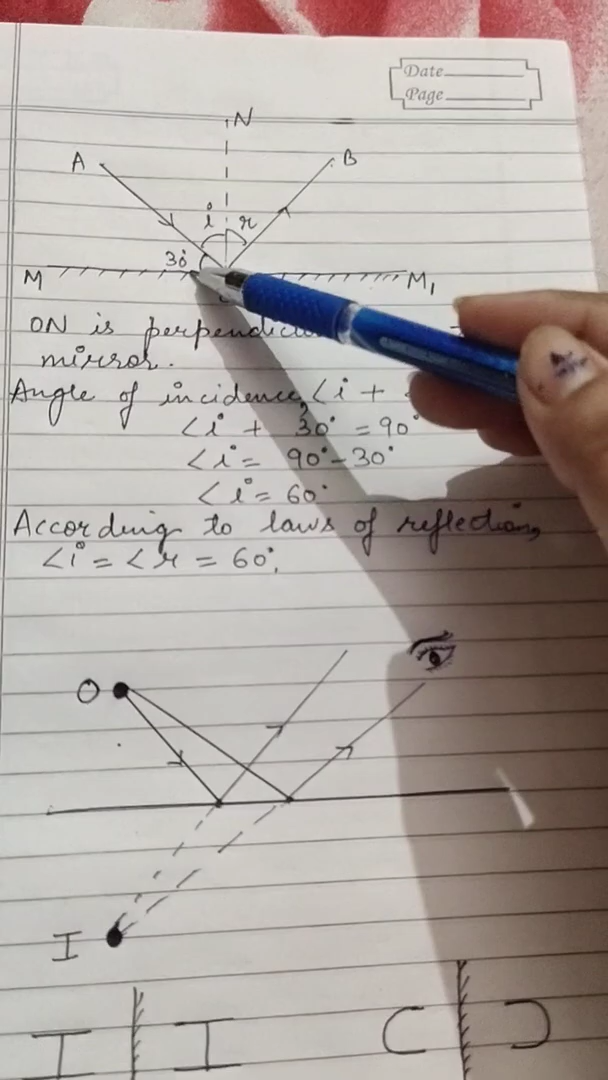 Date
Page
N
A
B
i r
30°
M
M1
ON is
mirror.
Angle of incidence, ∠i +
∠i + 30° = 90°
∠i = 90° - 30°
∠i = 60°
According to laws of reflection,
∠i = ∠r = 60°.
O
I
I I C Ɔ